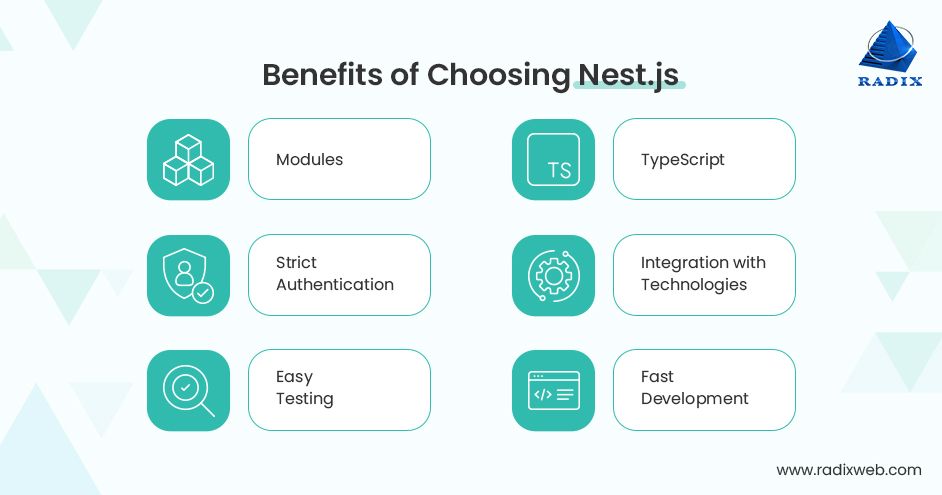 RADIX
Benefits of Choosing Nest.js
Modules
TS
TypeScript
Strict
Authentication
Integration with
Technologies
Easy
Testing
Fast
Development
www.radixweb.com